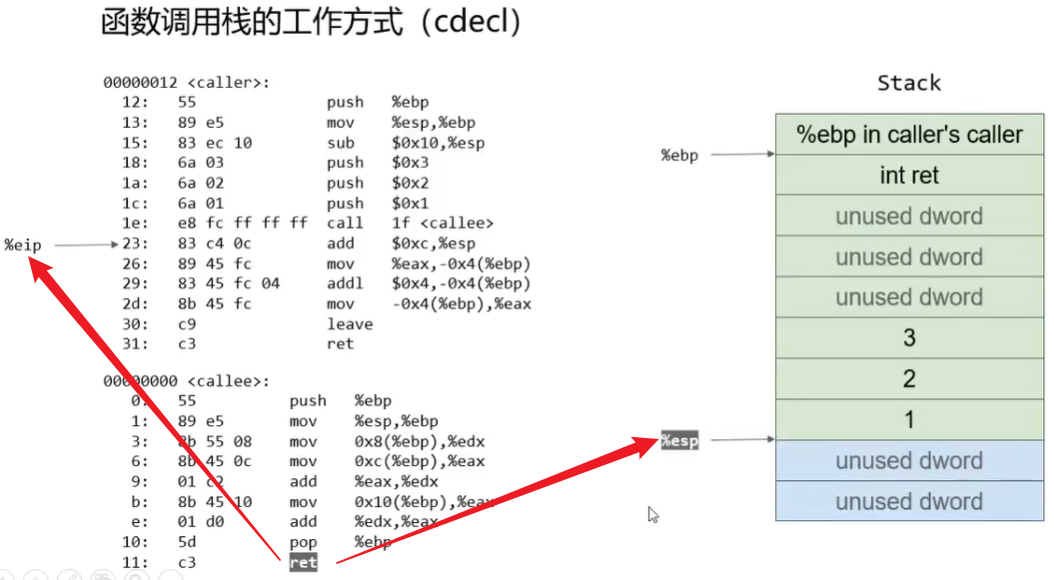 函数调用栈的工作方式（cdecl）
00000012 <caller>:
12: 55 push %ebp
13: 89 e5 mov %esp,%ebp
15: 83 ec 10 sub $0x10,%esp
18: 6a 03 push $0x3
1a: 6a 02 push $0x2
1c: 6a 01 push $0x1
1e: e8 fc ff ff ff call 1f <callee>
%eip
23: 83 c4 0c add $0xc,%esp
26: 89 45 fc mov %eax,-0x4(%ebp)
29: 83 45 fc 04 addl $0x4,-0x4(%ebp)
2d: 8b 45 fc mov -0x4(%ebp),%eax
30: c9 leave
31: c3 ret
00000000 <callee>:
0: 55 push %ebp
1: 89 e5 mov %esp,%ebp
3: 8b 55 08 mov 0x8(%ebp),%edx
6: 8b 45 0c mov 0xc(%ebp),%eax
9: 01 c2 add %eax,%edx
b: 8b 45 10 mov 0x10(%ebp),%eax
e: 01 d0 add %edx,%eax
10: 5d pop %ebp
11: c3 ret
Stack
%ebp
%ebp in caller's caller
int ret
unused dword
unused dword
unused dword
3
2
%esp
1
unused dword
unused dword